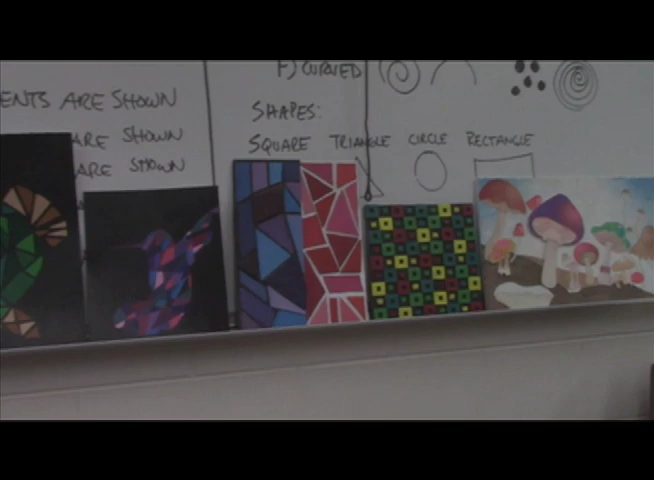 F) CURVED
ENTS ARE SHOWN
ARE SHOWN
ARE SHOWN
SHAPES:
SQUARE TRIANGLE CIRCLE RECTANGLE